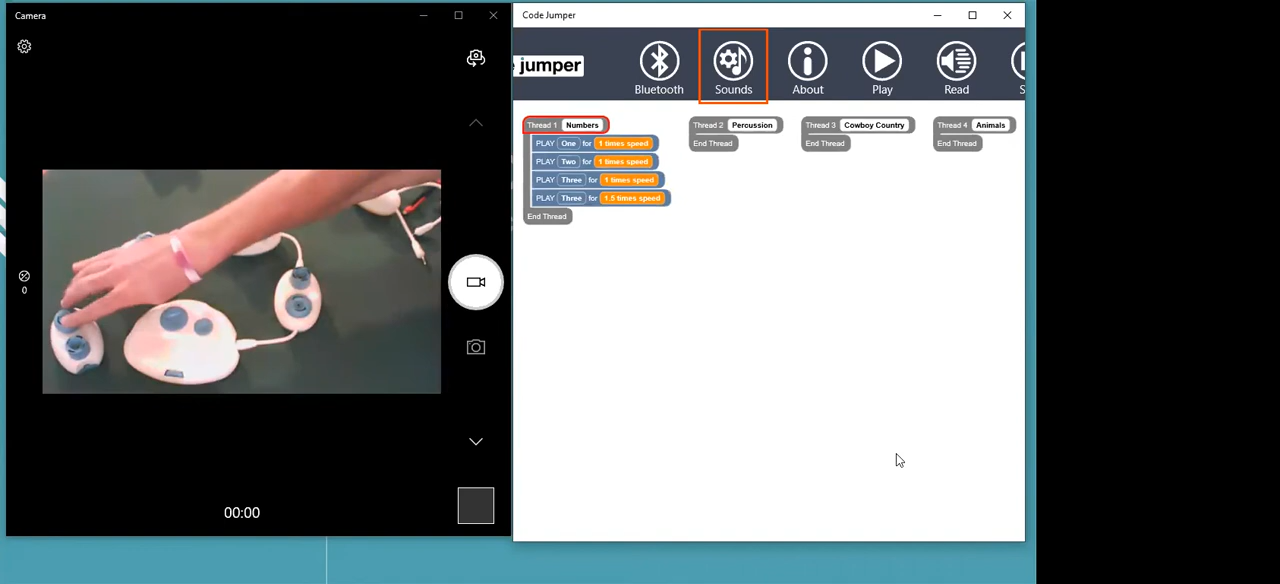 Camera
0
00:00
Code Jumper
jumper
Bluetooth
Sounds
About
Play
Read
S
Thread 1 Numbers
PLAY One for 1 times speed
PLAY Two for 1 times speed
PLAY Three for 1 times speed
PLAY Three for 1.5 times speed
End Thread
Thread 2 Percussion
End Thread
Thread 3 Cowboy Country
End Thread
Thread 4 Animals
End Thread